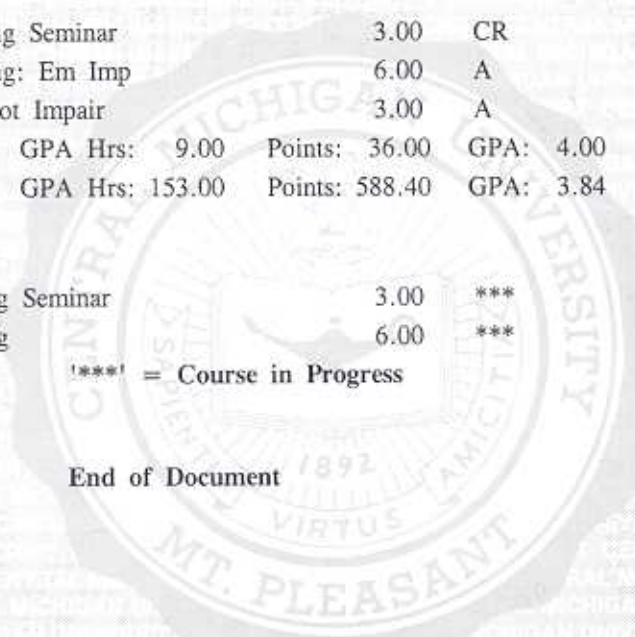 g Seminar 3.00 CR
g: Em Imp 6.00 A
ot Impair 3.00 A
GPA Hrs: 9.00 Points: 36.00 GPA: 4.00
GPA Hrs: 153.00 Points: 588.40 GPA: 3.84
g Seminar 3.00 ***
g 6.00 ***
'***' = Course in Progress
End of Document
CENTRAL MICHIGAN UNIVERSITY
SAPIENTIA
VIRTUS
AMICITIA
1892
MT. PLEASANT